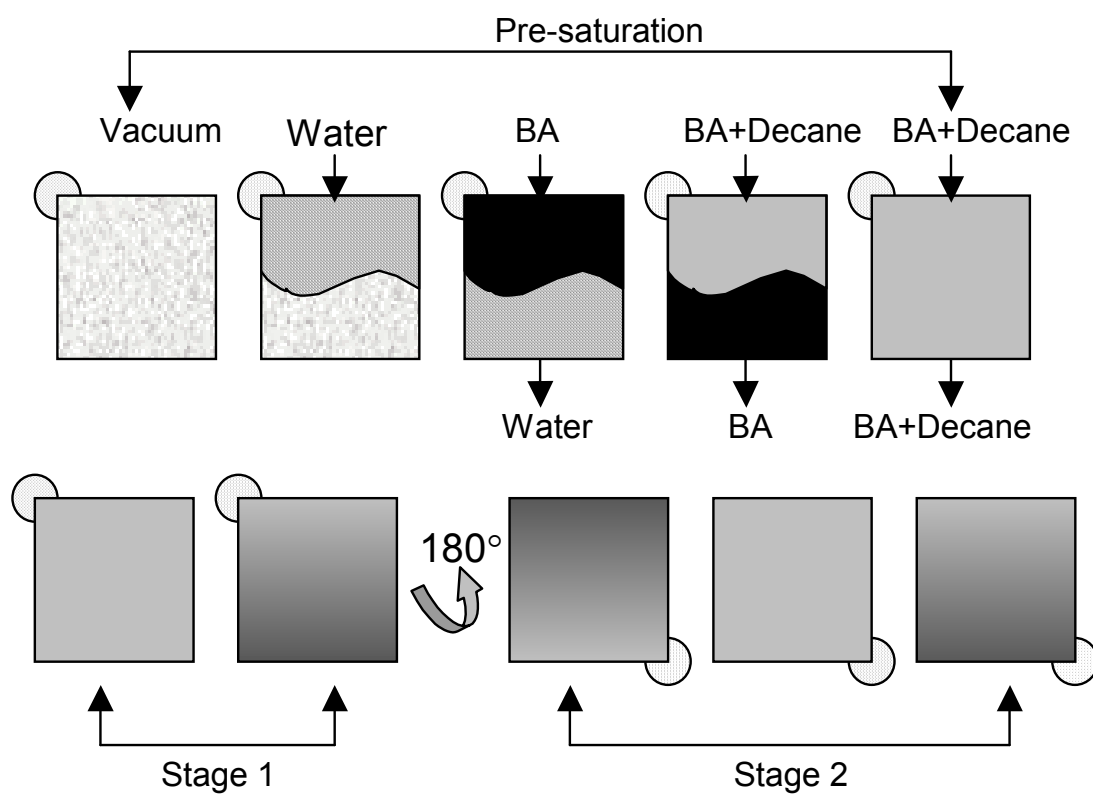 Pre-saturation
Vacuum
Water
BA
BA+Decane
BA+Decane
Water
BA
BA+Decane
180°
Stage 1
Stage 2